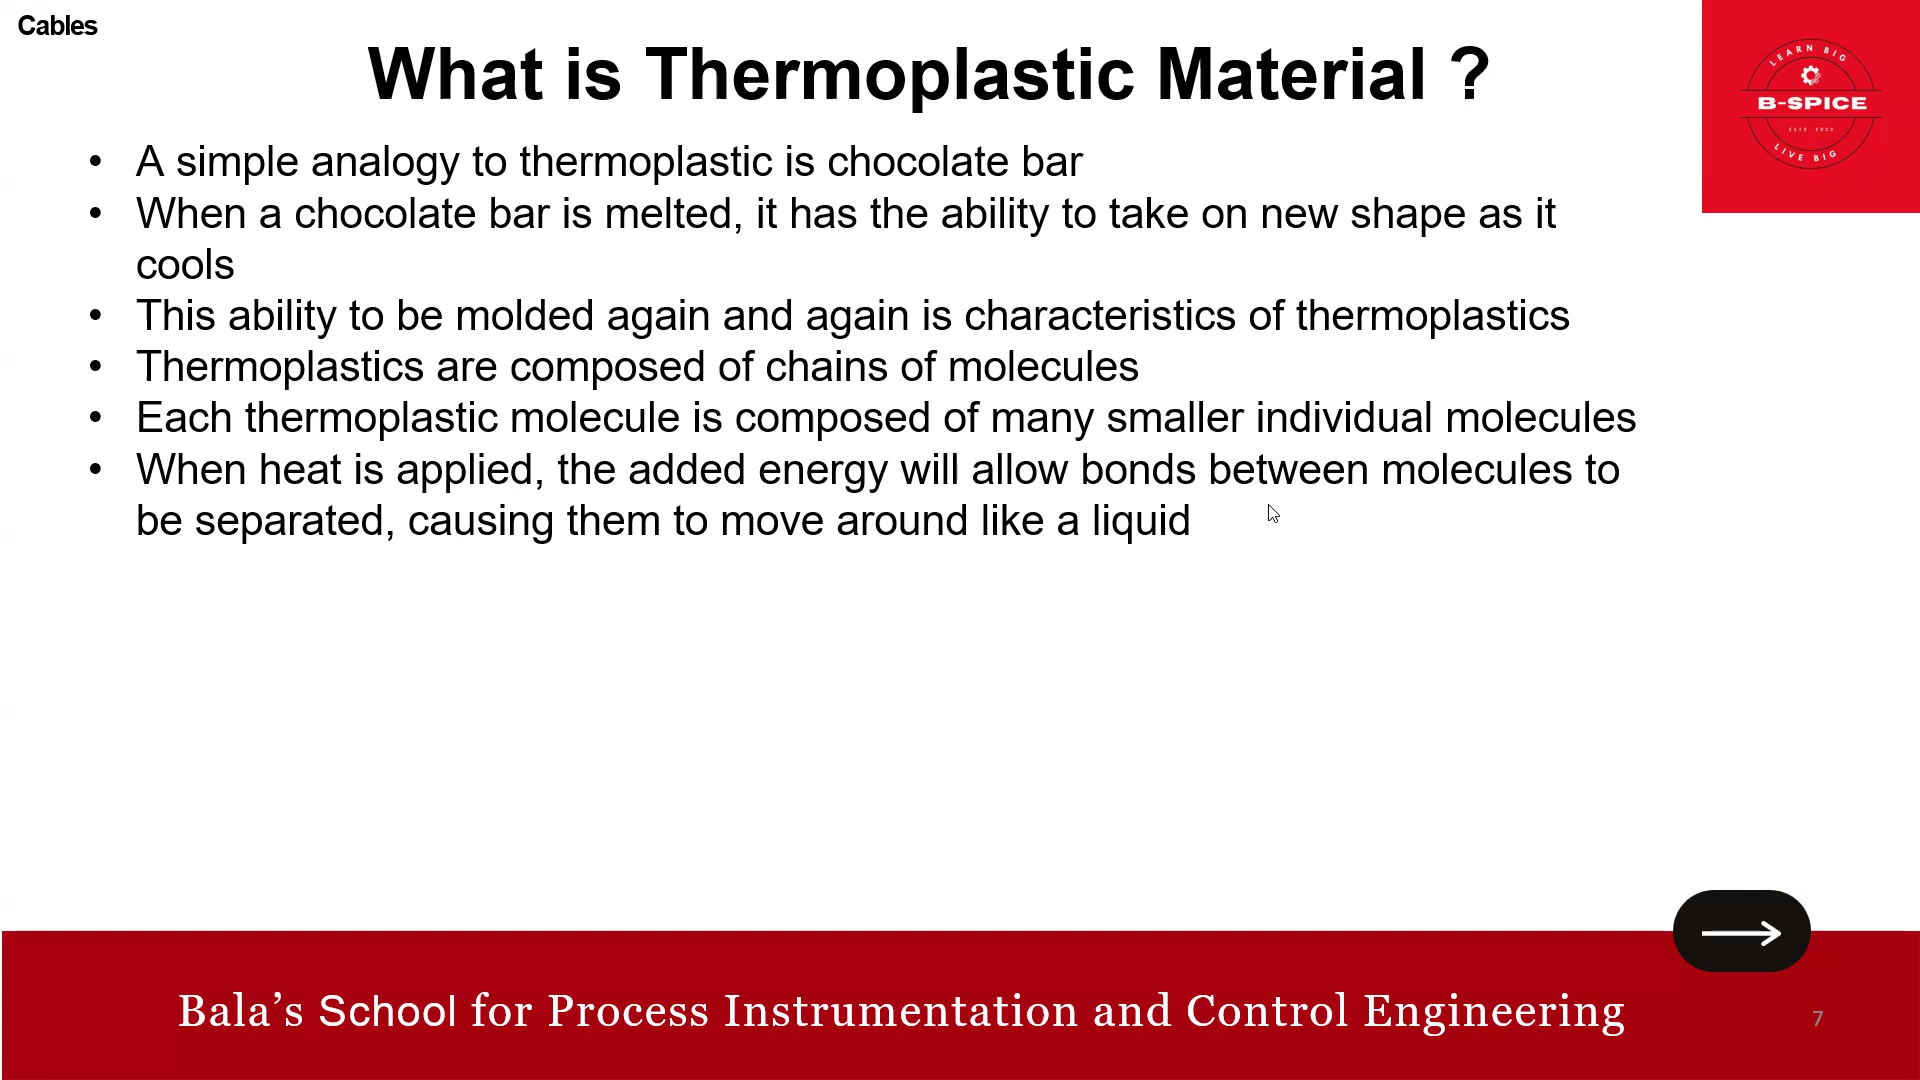 Cables
What is Thermoplastic Material ?
LEARN BIG
B-SPICE
LIVE BIG
• A simple analogy to thermoplastic is chocolate bar
• When a chocolate bar is melted, it has the ability to take on new shape as it
cools
• This ability to be molded again and again is characteristics of thermoplastics
• Thermoplastics are composed of chains of molecules
• Each thermoplastic molecule is composed of many smaller individual molecules
• When heat is applied, the added energy will allow bonds between molecules to
be separated, causing them to move around like a liquid
Bala’s School for Process Instrumentation and Control Engineering
7